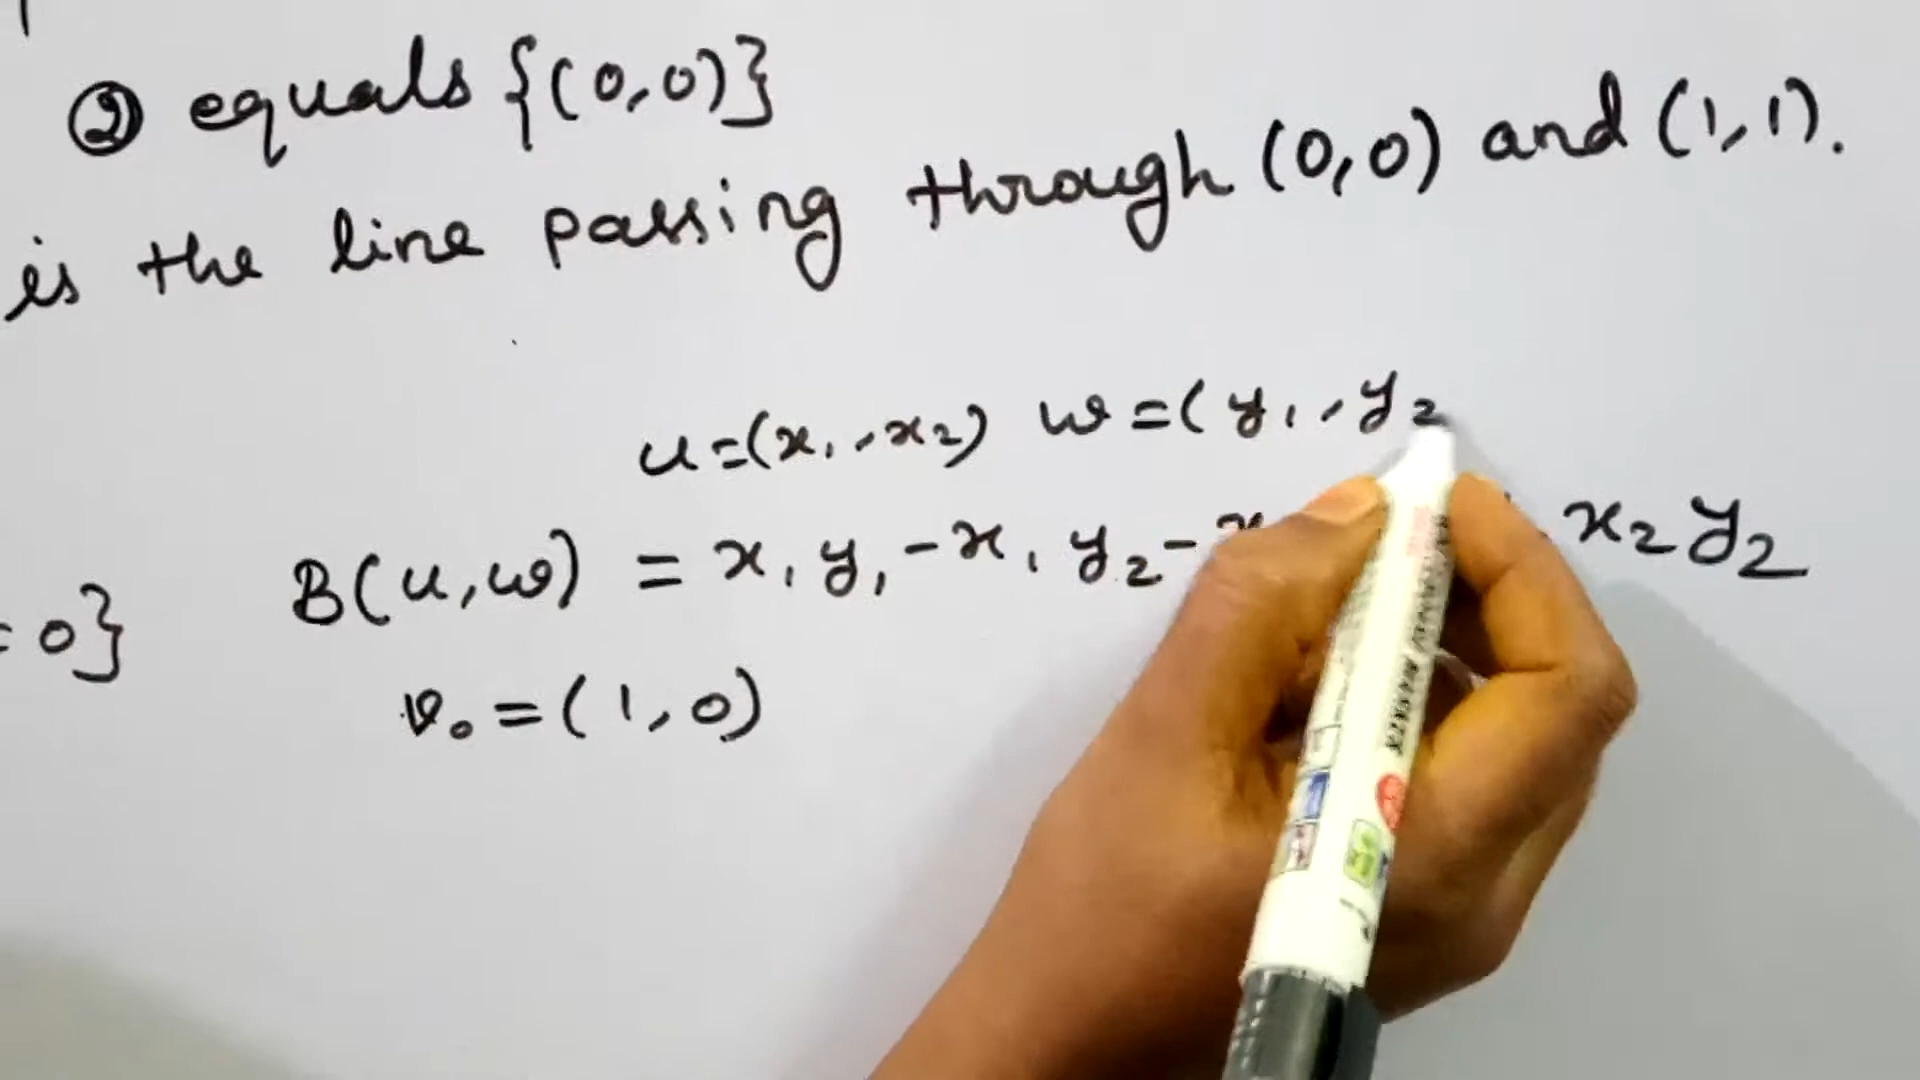 ② equals {(0,0)}
is the line passing through (0,0) and (1,1).
u=(x₁,x₂) w=(y₁,y₂
B(u,w) = x₁y₁-x₁y₂- x₂y₂
=0}
v₀=(1,0)